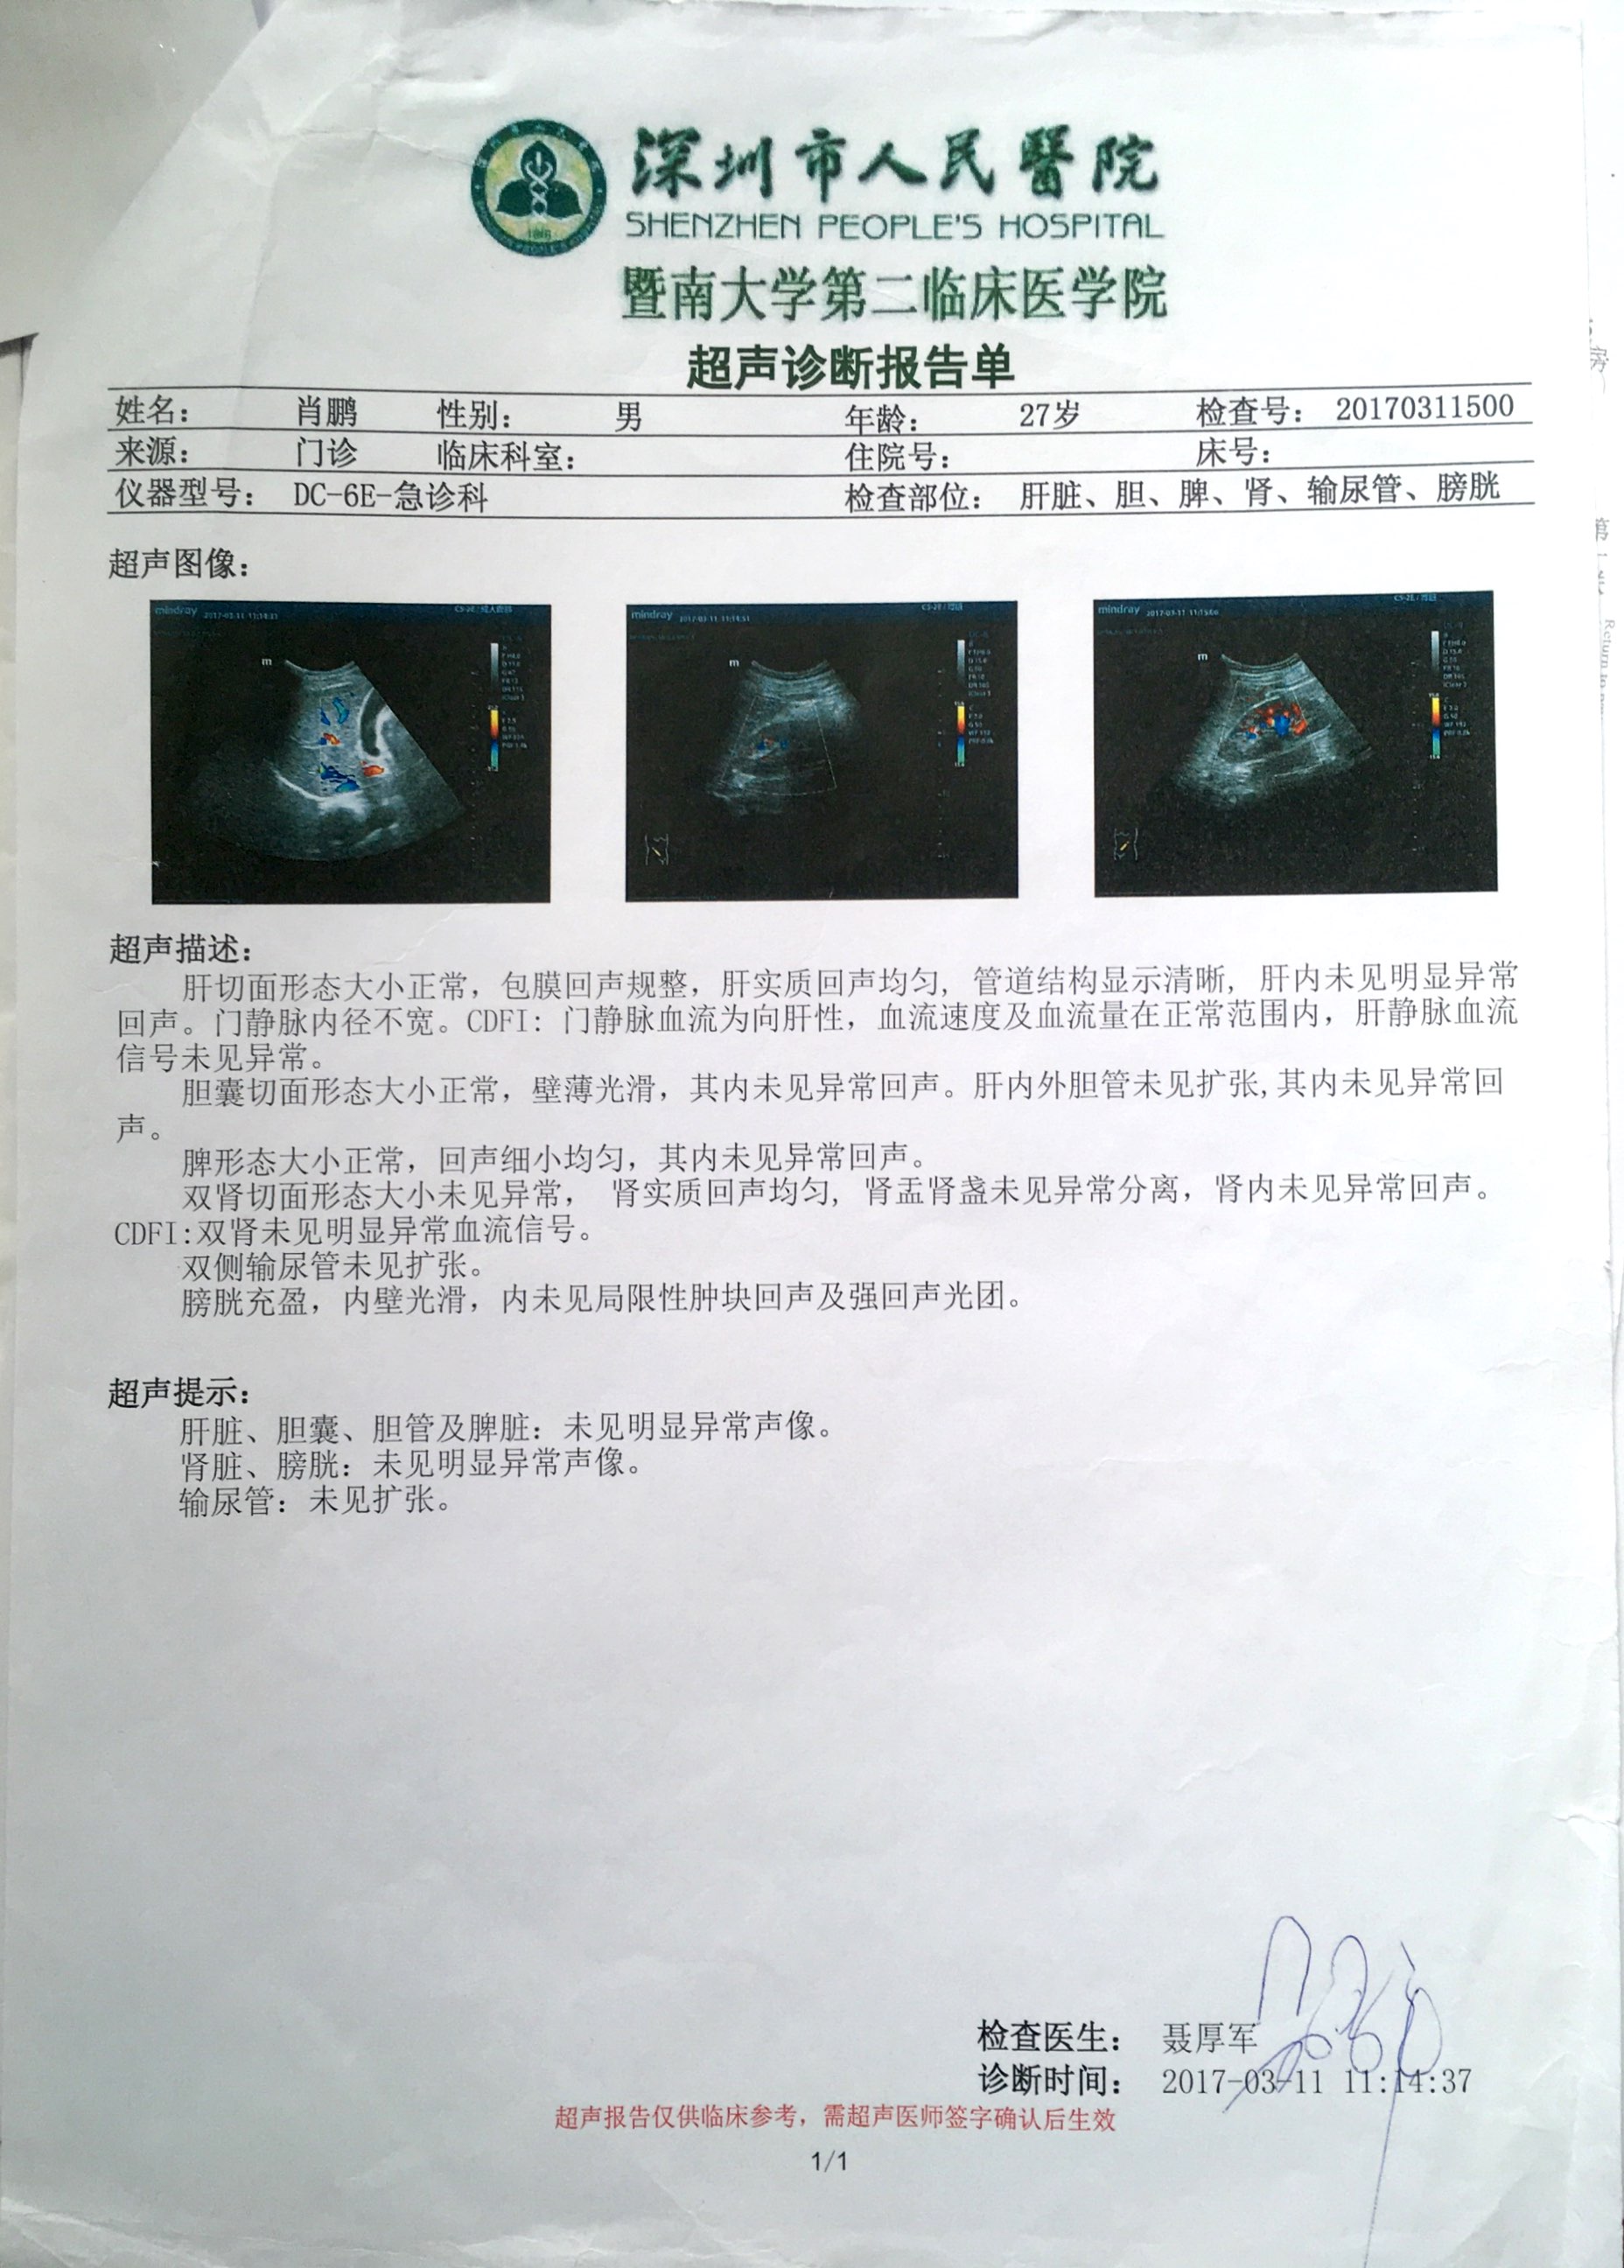 深圳市人民醫院
SHENZHEN PEOPLE'S HOSPITAL
暨南大学第二临床医学院
超声诊断报告单
姓名： 肖鹏 性别： 男 年龄： 27岁 检查号： 20170311500
来源： 门诊 临床科室： 住院号： 床号：
仪器型号： DC-6E-急诊科 检查部位： 肝脏、胆、脾、肾、输尿管、膀胱
超声图像：
mindray 2017-03-11 11:14:31
mindray 2017-03-11 11:14:51
mindray 2017-03-11
m
m
m
超声描述：
肝切面形态大小正常，包膜回声规整，肝实质回声均匀, 管道结构显示清晰, 肝内未见明显异常
回声。门静脉内径不宽。CDFI: 门静脉血流为向肝性，血流速度及血流量在正常范围内，肝静脉血流
信号未见异常。
胆囊切面形态大小正常，壁薄光滑，其内未见异常回声。肝内外胆管未见扩张,其内未见异常回
声。
脾形态大小正常，回声细小均匀，其内未见异常回声。
双肾切面形态大小未见异常， 肾实质回声均匀, 肾盂肾盏未见异常分离，肾内未见异常回声。
CDFI:双肾未见明显异常血流信号。
双侧输尿管未见扩张。
膀胱充盈，内壁光滑，内未见局限性肿块回声及强回声光团。
超声提示：
肝脏、胆囊、胆管及脾脏：未见明显异常声像。
肾脏、膀胱：未见明显异常声像。
输尿管：未见扩张。
检查医生： 聂厚军
诊断时间： 2017-03-11 11:14:37
超声报告仅供临床参考，需超声医师签字确认后生效
1/1